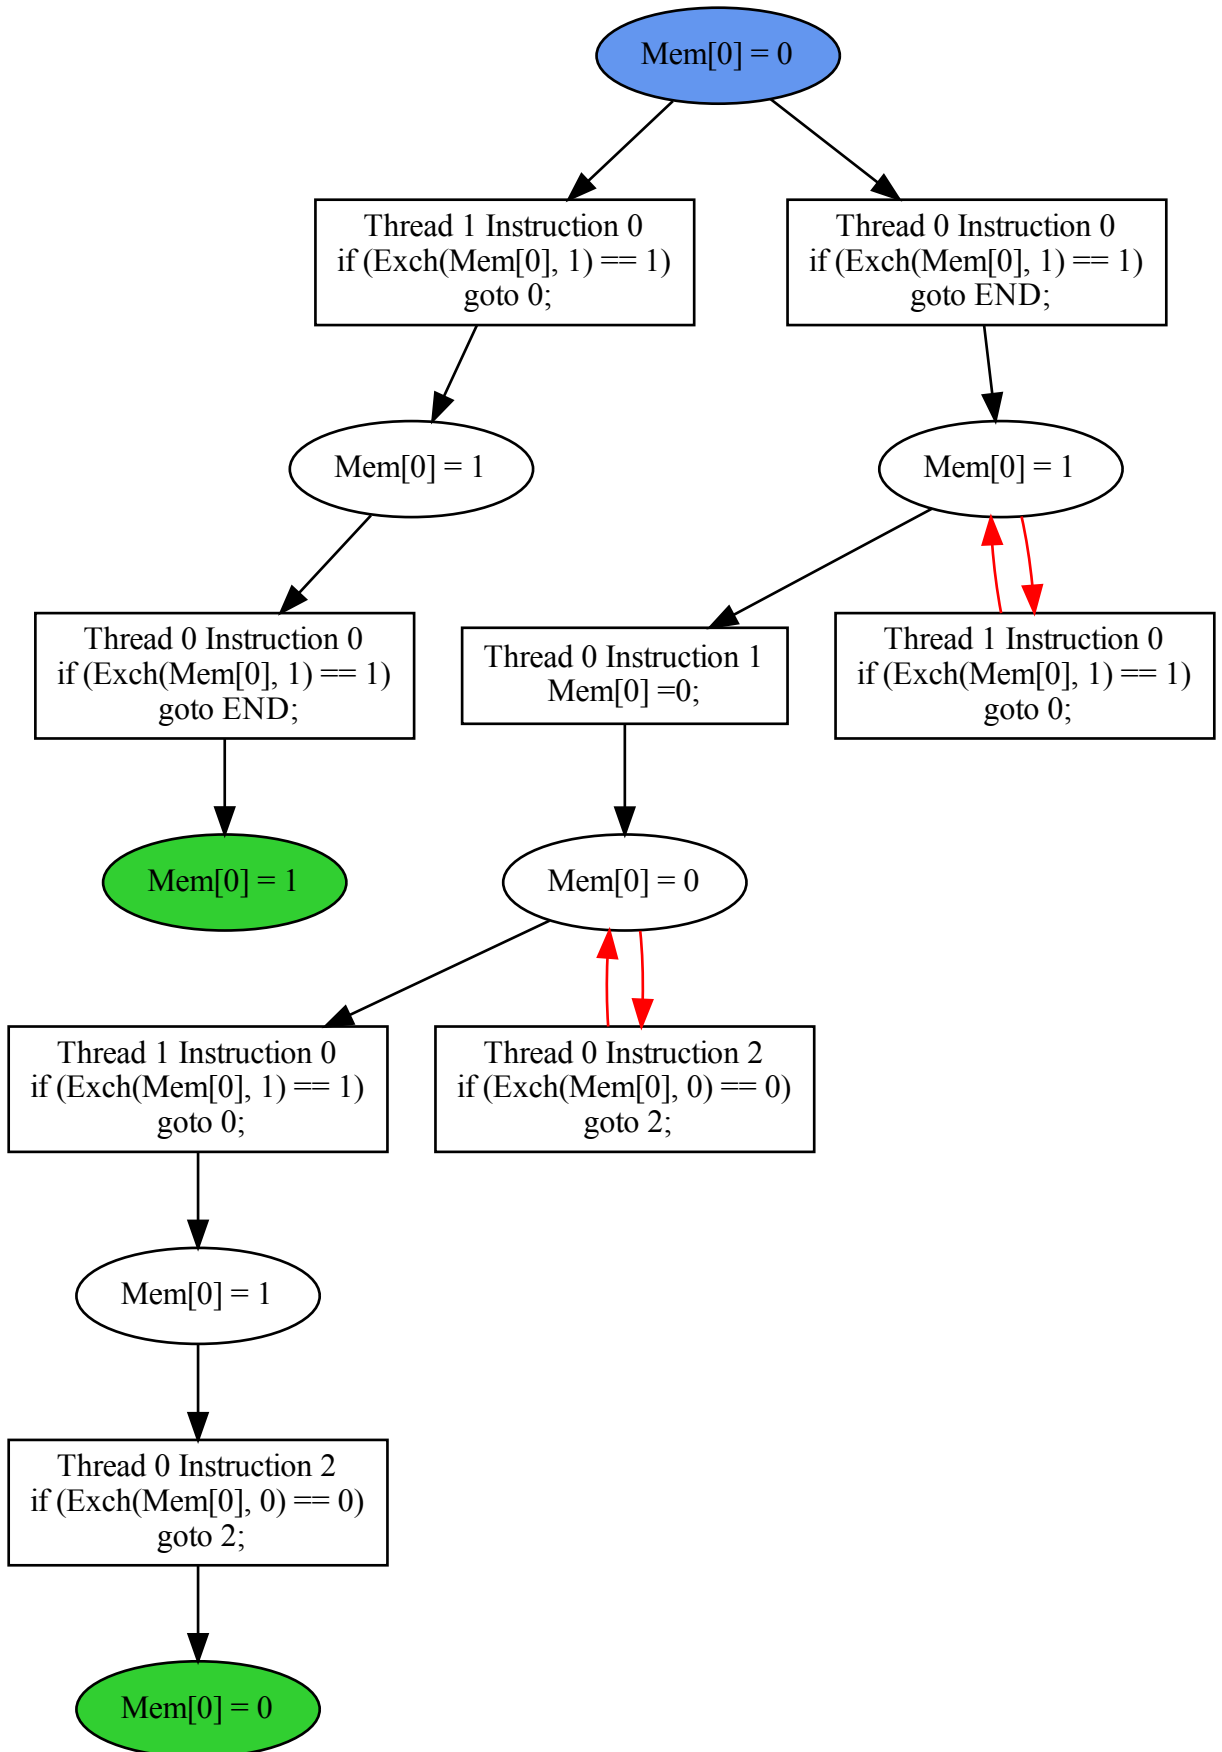 Mem[0] = 0
Thread 1 Instruction 0
if (Exch(Mem[0], 1) == 1)
goto 0;
Thread 0 Instruction 0
if (Exch(Mem[0], 1) == 1)
goto END;
Mem[0] = 1
Mem[0] = 1
Thread 0 Instruction 0
if (Exch(Mem[0], 1) == 1)
goto END;
Thread 0 Instruction 1
Mem[0] =0;
Thread 1 Instruction 0
if (Exch(Mem[0], 1) == 1)
goto 0;
Mem[0] = 1
Mem[0] = 0
Thread 1 Instruction 0
if (Exch(Mem[0], 1) == 1)
goto 0;
Thread 0 Instruction 2
if (Exch(Mem[0], 0) == 0)
goto 2;
Mem[0] = 1
Thread 0 Instruction 2
if (Exch(Mem[0], 0) == 0)
goto 2;
Mem[0] = 0